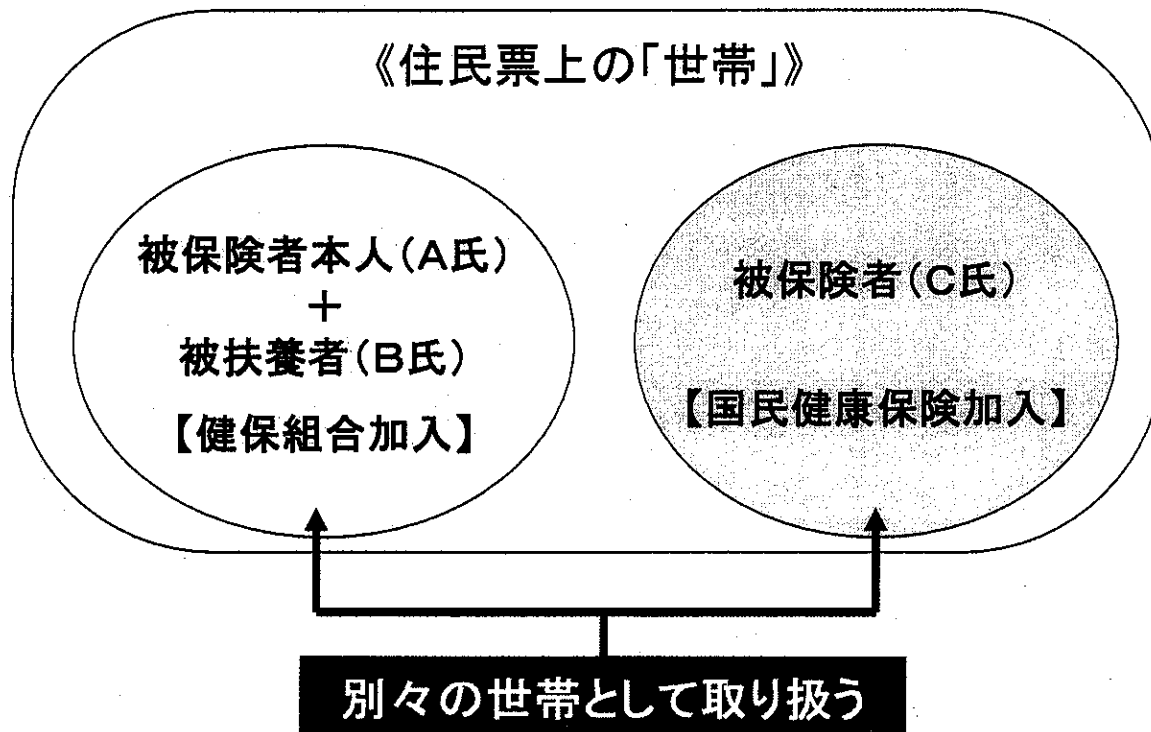 《住民票上の「世帯」》
被保険者本人(A氏)
＋
被扶養者(B氏)
【健保組合加入】
被保険者(C氏)
【国民健康保険加入】
別々の世帯として取り扱う